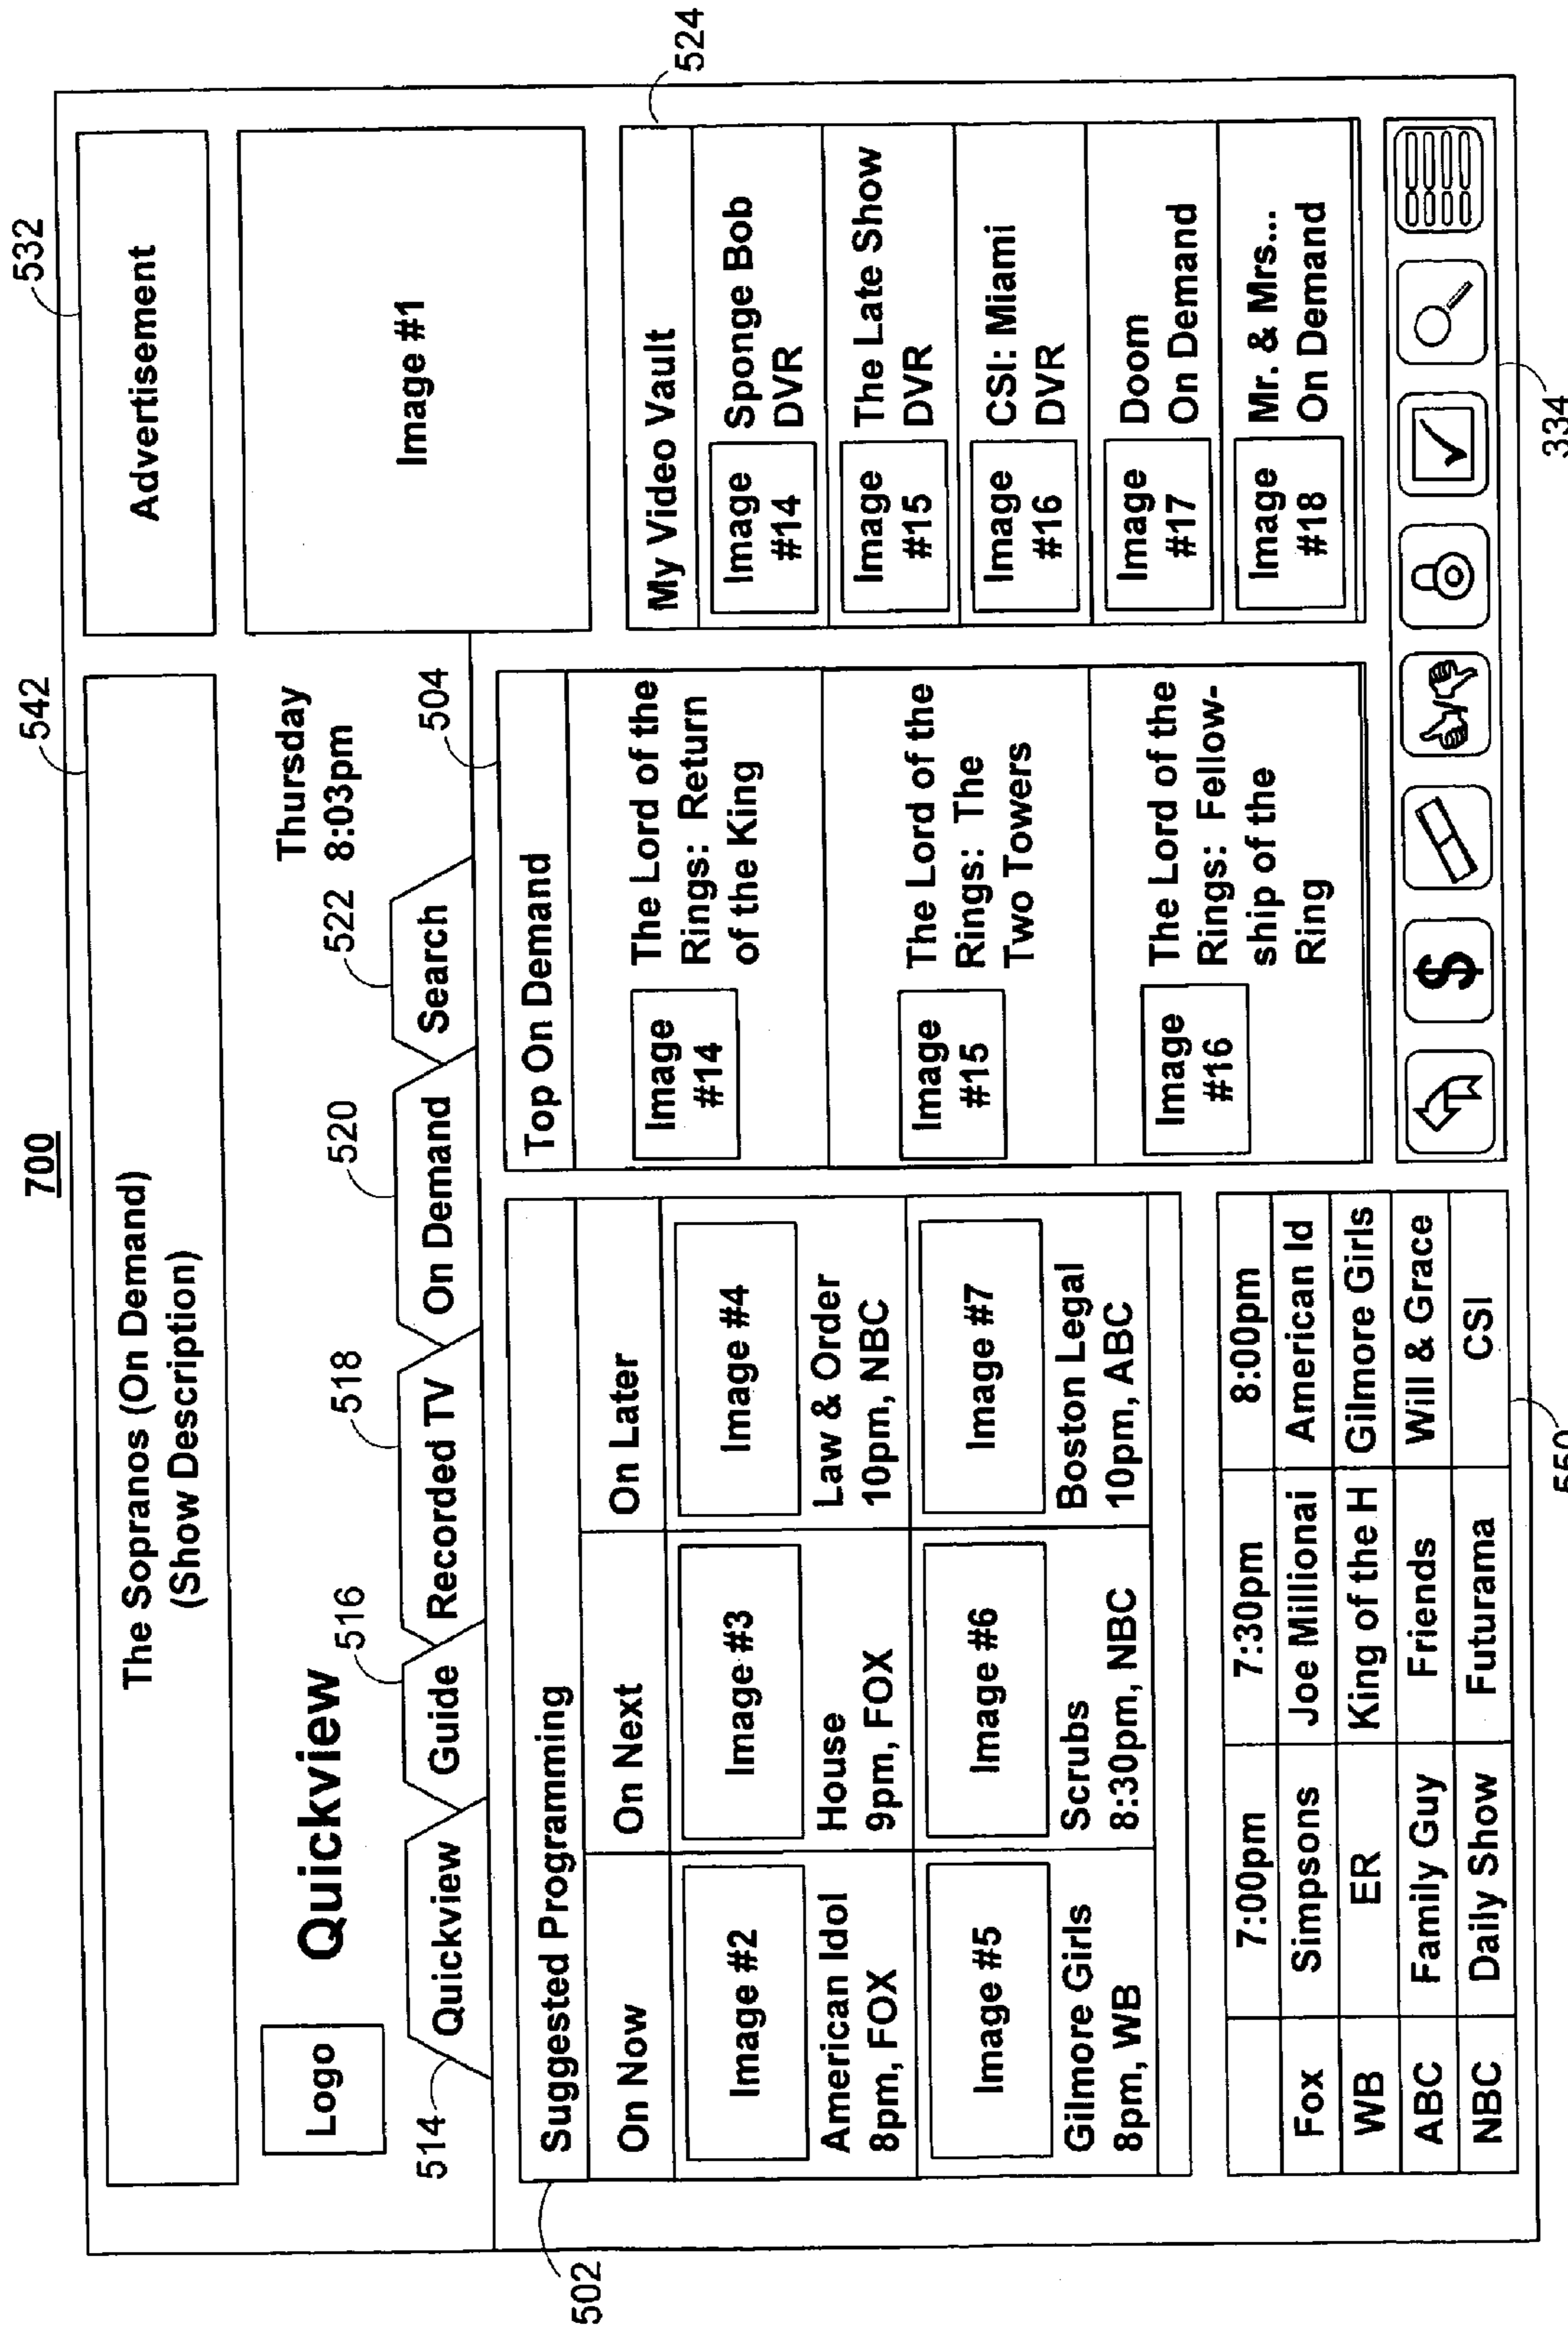 700
542
532
The Sopranos (On Demand)
(Show Description)
Advertisement
Logo
Quickview
Thursday
8:03pm
Image #1
514
516
518
520
522
504
Quickview
Guide
Recorded TV
On Demand
Search
502
Suggested Programming
On Now
On Next
On Later
Image #2
Image #3
Image #4
American Idol
8pm, FOX
House
9pm, FOX
Law & Order
10pm, NBC
Image #5
Image #6
Image #7
Gilmore Girls
8pm, WB
Scrubs
8:30pm, NBC
Boston Legal
10pm, ABC
Top On Demand
Image
#14
The Lord of the
Rings: Return
of the King
Image
#15
The Lord of the
Rings: The
Two Towers
Image
#16
The Lord of the
Rings: Fellow-
ship of the
Ring
524
My Video Vault
Image
#14
Sponge Bob
DVR
Image
#15
The Late Show
DVR
Image
#16
CSI: Miami
DVR
Image
#17
Doom
On Demand
Image
#18
Mr. & Mrs...
On Demand
7:00pm 7:30pm 8:00pm
Fox Simpsons Joe Millionai American Id
WB ER King of the H Gilmore Girls
ABC Family Guy Friends Will & Grace
NBC Daily Show Futurama CSI
$
334